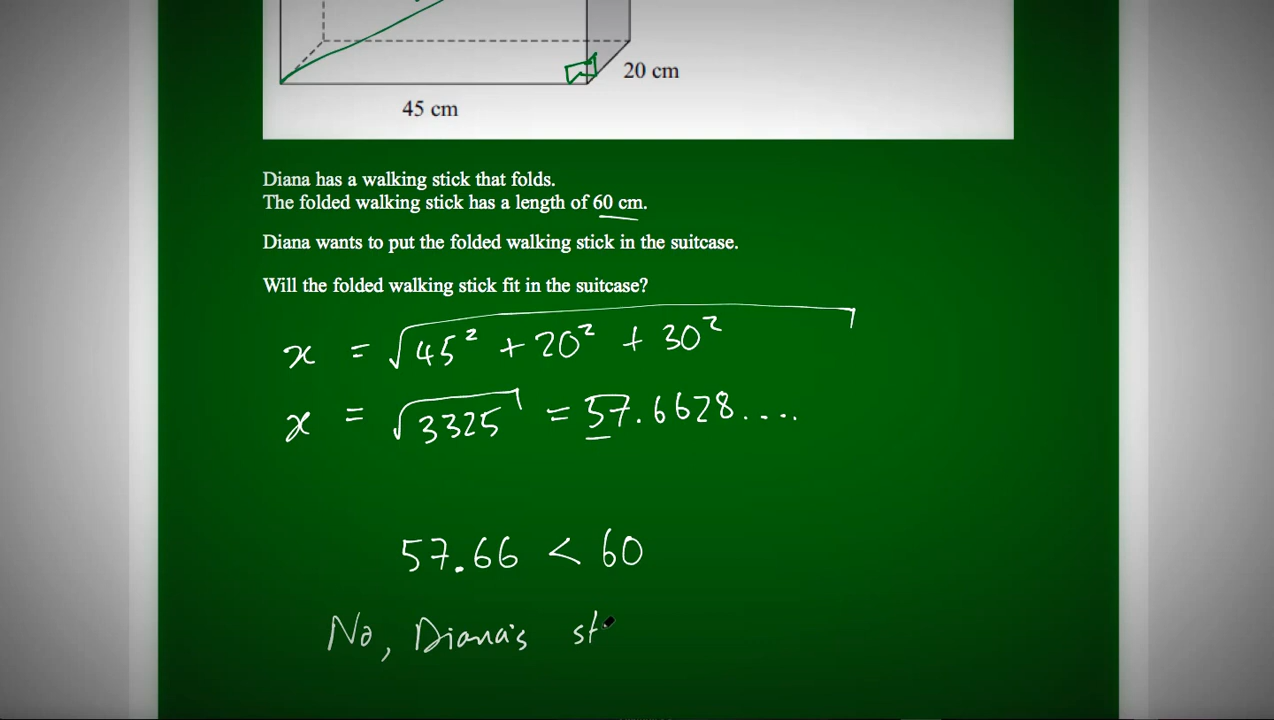 20 cm
45 cm
Diana has a walking stick that folds.
The folded walking stick has a length of 60 cm.
Diana wants to put the folded walking stick in the suitcase.
Will the folded walking stick fit in the suitcase?
x = √45² + 20² + 30²
x = √3325 = 57.6628....
57.66 < 60
No, Diana's st